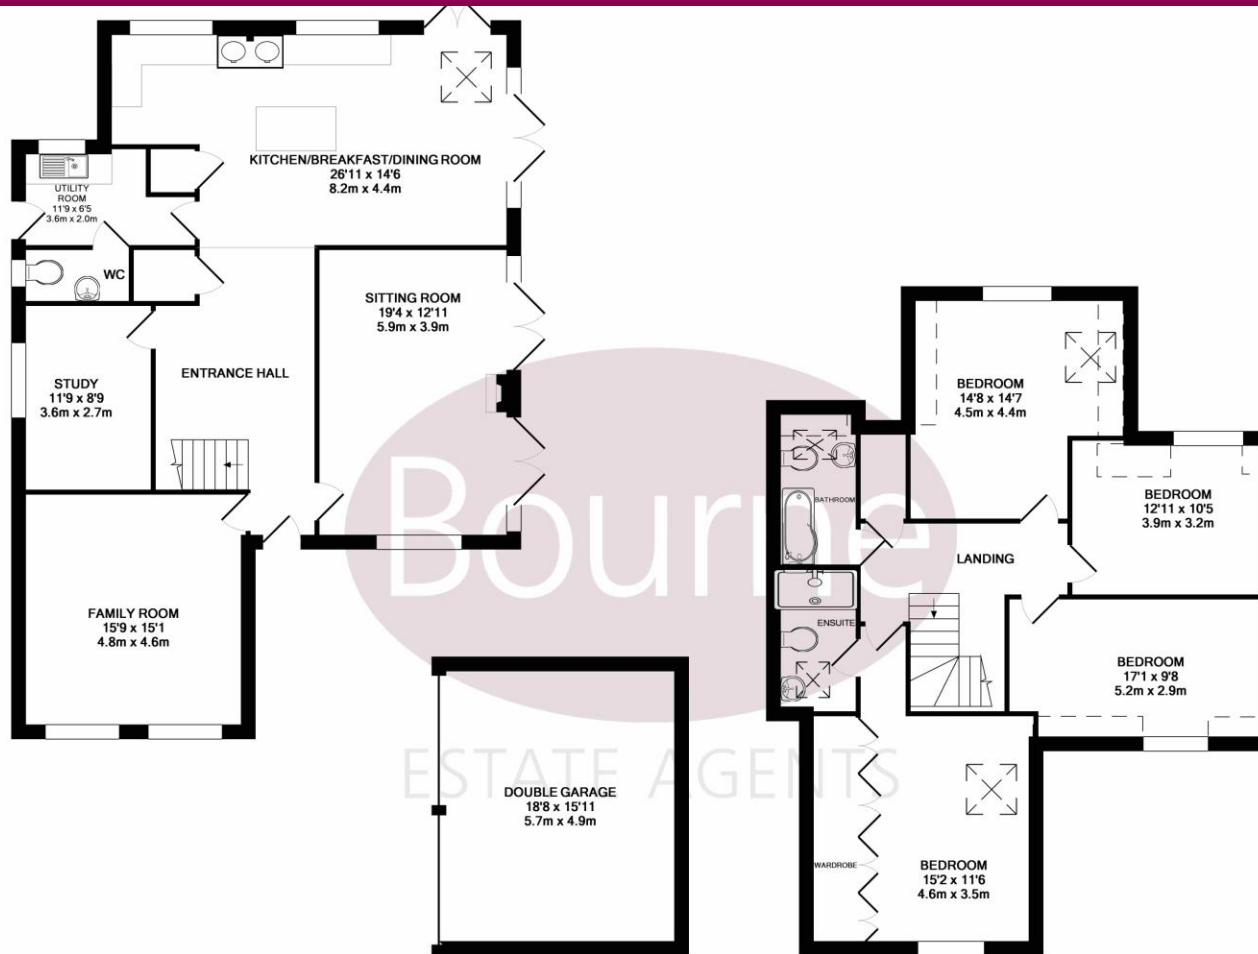 KITCHEN/BREAKFAST/DINING ROOM
26'11 x 14'6
8.2m x 4.4m
UTILITY
ROOM
11'9 x 6'5
3.6m x 2.0m
WC
SITTING ROOM
19'4 x 12'11
5.9m x 3.9m
ENTRANCE HALL
STUDY
11'9 x 8'9
3.6m x 2.7m
FAMILY ROOM
15'9 x 15'1
4.8m x 4.6m
DOUBLE GARAGE
18'8 x 15'11
5.7m x 4.9m
BEDROOM
14'8 x 14'7
4.5m x 4.4m
BATHROOM
BEDROOM
12'11 x 10'5
3.9m x 3.2m
LANDING
ENSUITE
BEDROOM
17'1 x 9'8
5.2m x 2.9m
WARDROBE
BEDROOM
15'2 x 11'6
4.6m x 3.5m
Bourne
ESTATE AGENTS